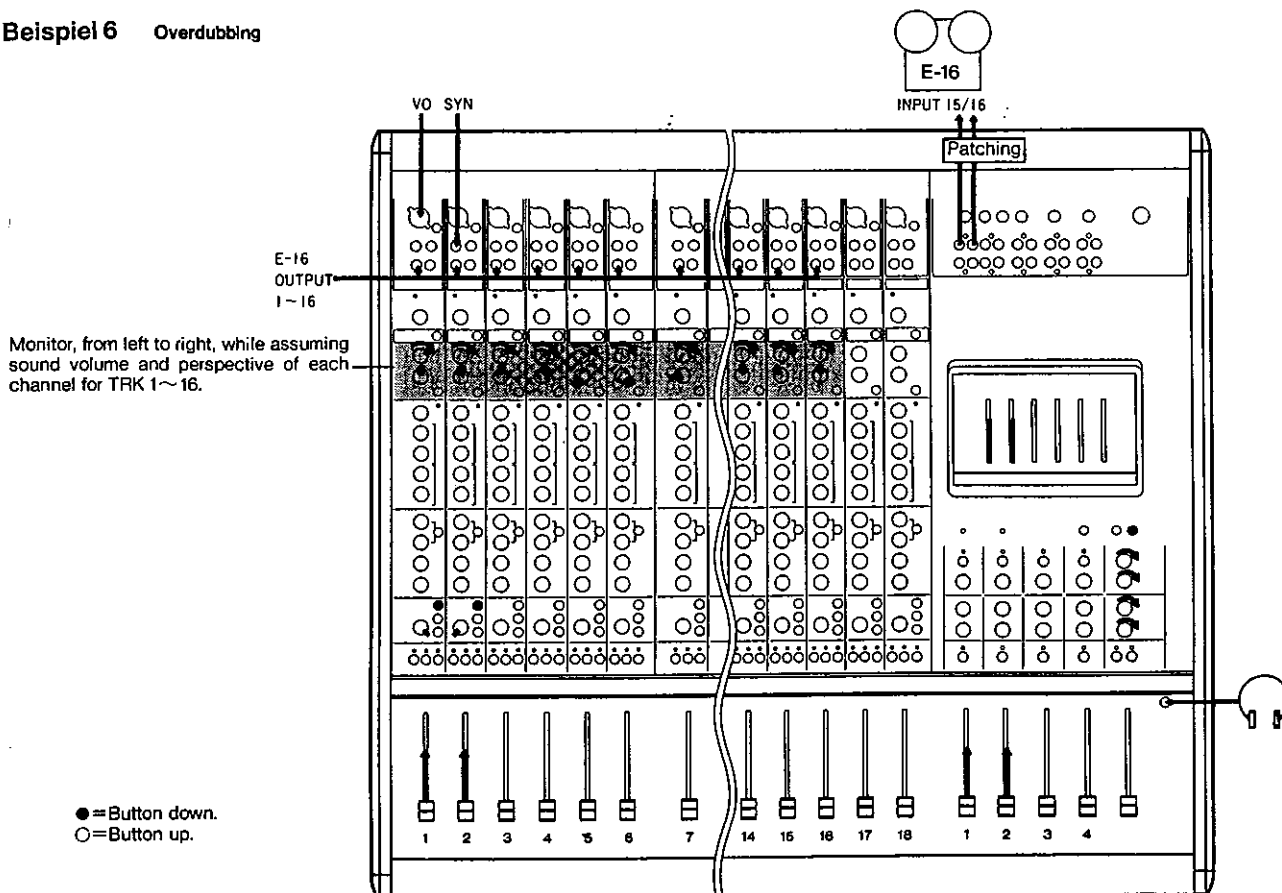 Beispiel 6 Overdubbing
E-16
VO SYN
INPUT 15/16
Patching
E-16
OUTPUT
1~16
Monitor, from left to right, while assuming
sound volume and perspective of each
channel for TRK 1~16.
●=Button down.
○=Button up.
1 2 3 4 5 6 7 14 15 16 17 18 1 2 3 4